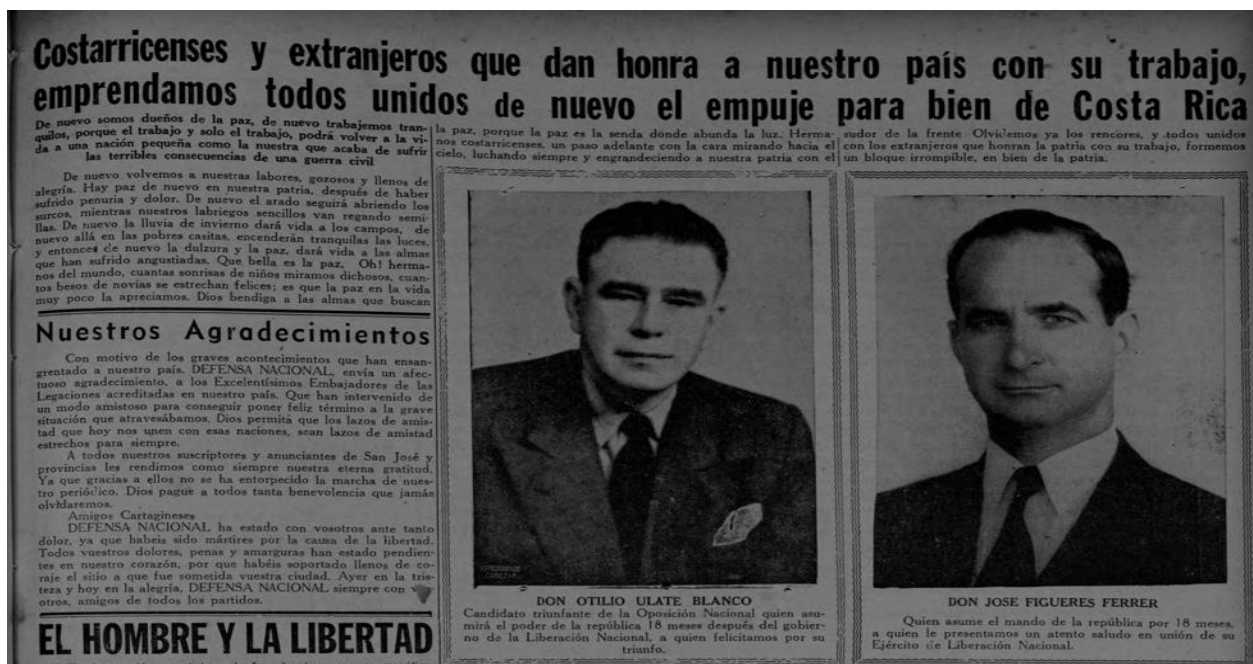 Costarricenses y extranjeros que dan honra a nuestro país con su trabajo,
emprendamos todos unidos de nuevo el empuje para bien de Costa Rica
De nuevo somos dueños de la paz, de nuevo trabajemos tran-
quilos, porque el trabajo y solo el trabajo, podrá volver a la vi-
da a una nación pequeña como la nuestra que acaba de sufrir
las terribles consecuencias de una guerra civil
De nuevo volvemos a nuestras labores, gozosos y llenos de
alegría. Hay paz de nuevo en nuestra patria, después de haber
sufrido penuria y dolor. De nuevo el arado seguirá abriendo los
surcos, mientras nuestros labriegos sencillos van regando semi-
llas. De nuevo la lluvia de invierno dará vida a los campos, de
nuevo allá en las pobres casitas, encenderán tranquilas las luces,
y entonces de nuevo la dulzura y la paz, dará vida a las almas
que han sufrido angustiadas. Que bella es la paz, Oh! herma-
nos del mundo, cuantas sonrisas de niños miramos dichosos, cuan-
tos besos de novias se estrechan felices; es que la paz en la vida
muy poco la apreciamos. Dios bendiga a las almas que buscan
la paz, porque la paz es la senda donde abunda la luz. Herma-
nos costarricenses, un paso adelante con la cara mirando hacia el
cielo, luchando siempre y engrandeciendo a nuestra patria con el
sudor de la frente Olvidemos ya los rencores, y todos unidos
con los extranjeros que honran la patria con su trabajo, formemos
un bloque irrompible, en bien de la patria.
Nuestros Agradecimientos
Con motivo de los graves acontecimientos que han ensan-
grentado a nuestro país. DEFENSA NACIONAL, envía un afec-
tuoso agradecimiento, a los Excelentísimos Embajadores de las
Legaciones acreditadas en nuestro país. Que han intervenido de
un modo amistoso para conseguir poner feliz término a la grave
situación que atravesábamos. Dios permita que los lazos de amis-
tad que hoy nos unen con esas naciones, sean lazos de amistad
estrechos para siempre.
A todos nuestros suscriptores y anunciantes de San José y
provincias les rendimos como siempre nuestra eterna gratitud.
Ya que gracias a ellos no se ha entorpecido la marcha de nues-
tro periódico. Dios pague a todos tanta benevolencia que jamás
olvidaremos.
Amigos Cartagineses
DEFENSA NACIONAL ha estado con vosotros ante tanto
dolor, ya que habeis sido mártires por la causa de la libertad.
Todos vuestros dolores, penas y amarguras han estado pendien-
tes en nuestro corazón, por que habéis soportado llenos de co-
raje el sitio a que fue sometida vuestra ciudad. Ayer en la tris-
teza y hoy en la alegría, DEFENSA NACIONAL siempre con v
otros, amigos de todos los partidos.
EL HOMBRE Y LA LIBERTAD
DON OTILIO ULATE BLANCO
Candidato triunfante de la Oposición Nacional quien asu-
mirá el poder de la república 18 meses después del gobier-
no de la Liberación Nacional, a quien felicitamos por su
triunfo.
DON JOSE FIGUERES FERRER
Quien asume el mando de la república por 18 meses,
a quien le presentamos un atento saludo en unión de su
Ejército de Liberación Nacional.